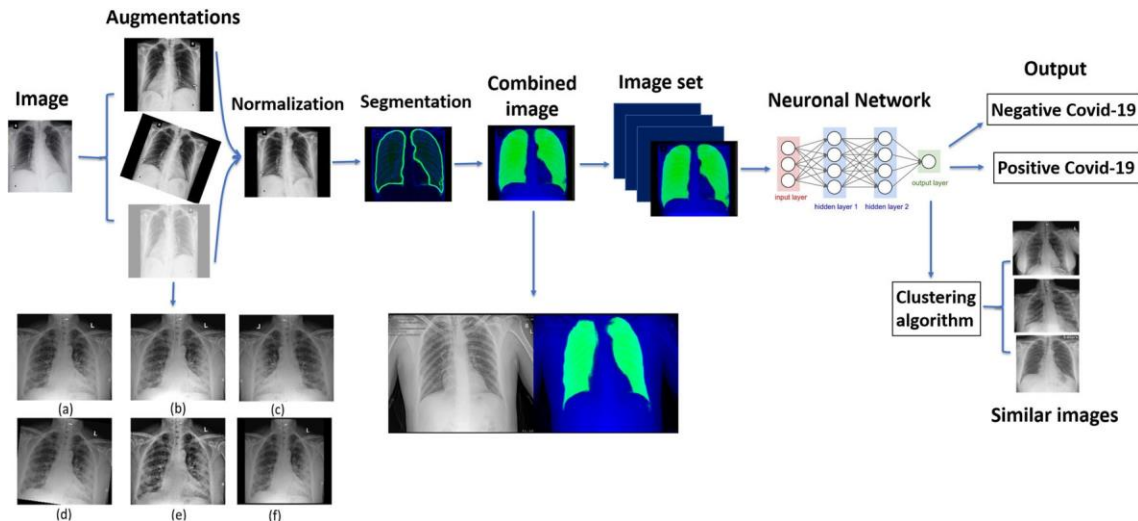 Augmentations
Image
Normalization
Segmentation
Combined
image
Image set
Neuronal Network
Output
Negative Covid-19
Positive Covid-19
input layer
hidden layer 1
hidden layer 2
output layer
Clustering
algorithm
Similar images
L
L
L
(a)
(b)
(c)
L
L
L
(d)
(e)
(f)